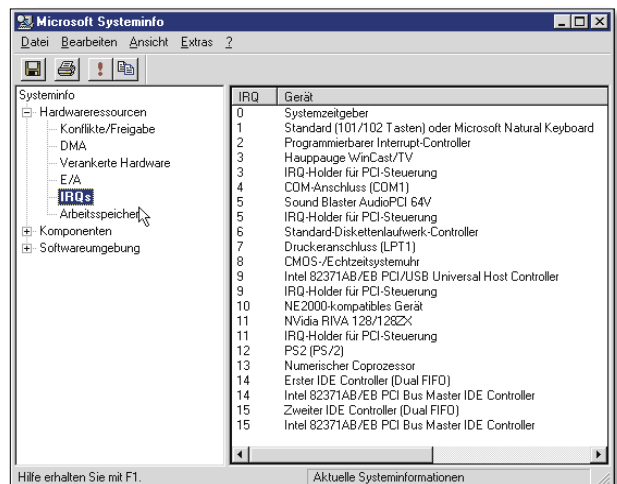 Microsoft Systeminfo
Datei Bearbeiten Ansicht Extras ?
Systeminfo
Hardwareressourcen
Konflikte/Freigabe
DMA
Verankerte Hardware
E/A
IRQs
Arbeitsspeicher
Komponenten
Softwareumgebung
IRQ Gerät
0 Systemzeitgeber
1 Standard (101/102 Tasten) oder Microsoft Natural Keyboard
2 Programmierbarer Interrupt-Controller
3 Hauppauge WinCast/TV
3 IRQ-Holder für PCI-Steuerung
4 COM-Anschluss (COM1)
5 Sound Blaster AudioPCI 64V
5 IRQ-Holder für PCI-Steuerung
6 Standard-Diskettenlaufwerk-Controller
7 Druckeranschluss (LPT1)
8 CMOS-/Echtzeitsystemuhr
9 Intel 82371AB/EB PCI/USB Universal Host Controller
9 IRQ-Holder für PCI-Steuerung
10 NE2000-kompatibles Gerät
11 NVidia RIVA 128/128ZX
11 IRQ-Holder für PCI-Steuerung
12 PS2 (PS/2)
13 Numerischer Coprozessor
14 Erster IDE Controller (Dual FIFO)
14 Intel 82371AB/EB PCI Bus Master IDE Controller
15 Zweiter IDE Controller (Dual FIFO)
15 Intel 82371AB/EB PCI Bus Master IDE Controller
Hilfe erhalten Sie mit F1. Aktuelle Systeminformationen